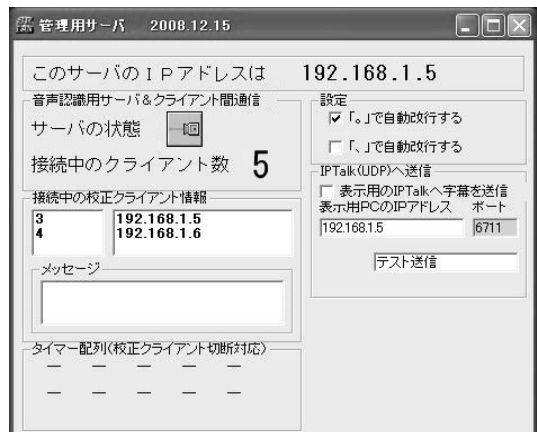 管理用サーバ 2008.12.15
このサーバのIPアドレスは 192.168.1.5
音声認識用サーバ&クライアント間通信
サーバの状態
接続中のクライアント数 5
接続中の校正クライアント情報
3 192.168.1.5
4 192.168.1.6
メッセージ
タイマー配列(校正クライアント切断対応)
― ― ― ― ―
― ― ― ― ―
設定
「。」で自動改行する
「、」で自動改行する
IPTalk(UDP)へ送信
表示用のIPTalkへ字幕を送信
表示用PCのIPアドレス ポート
192.168.1.5 6711
テスト送信